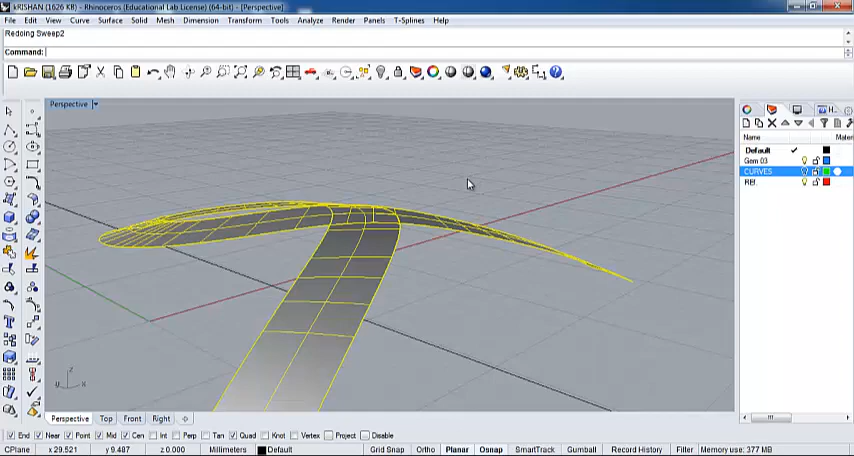 kRISHAN (1626 KB) - Rhinoceros (Educational Lab License) (64-bit) - [Perspective]
File Edit View Curve Surface Solid Mesh Dimension Transform Tools Analyze Render Panels T-Splines Help
Redoing Sweep2
Command:
Perspective
H...
Name Mater
Default
Gem 03
CURVES
REF.
z
x
Perspective Top Front Right
End Near Point Mid Cen Int Perp Tan Quad Knot Vertex Project Disable
CPlane x 29.521 y 9.487 z 0.000 Millimeters Default Grid Snap Ortho Planar Osnap SmartTrack Gumball Record History Filter Memory use: 377 MB